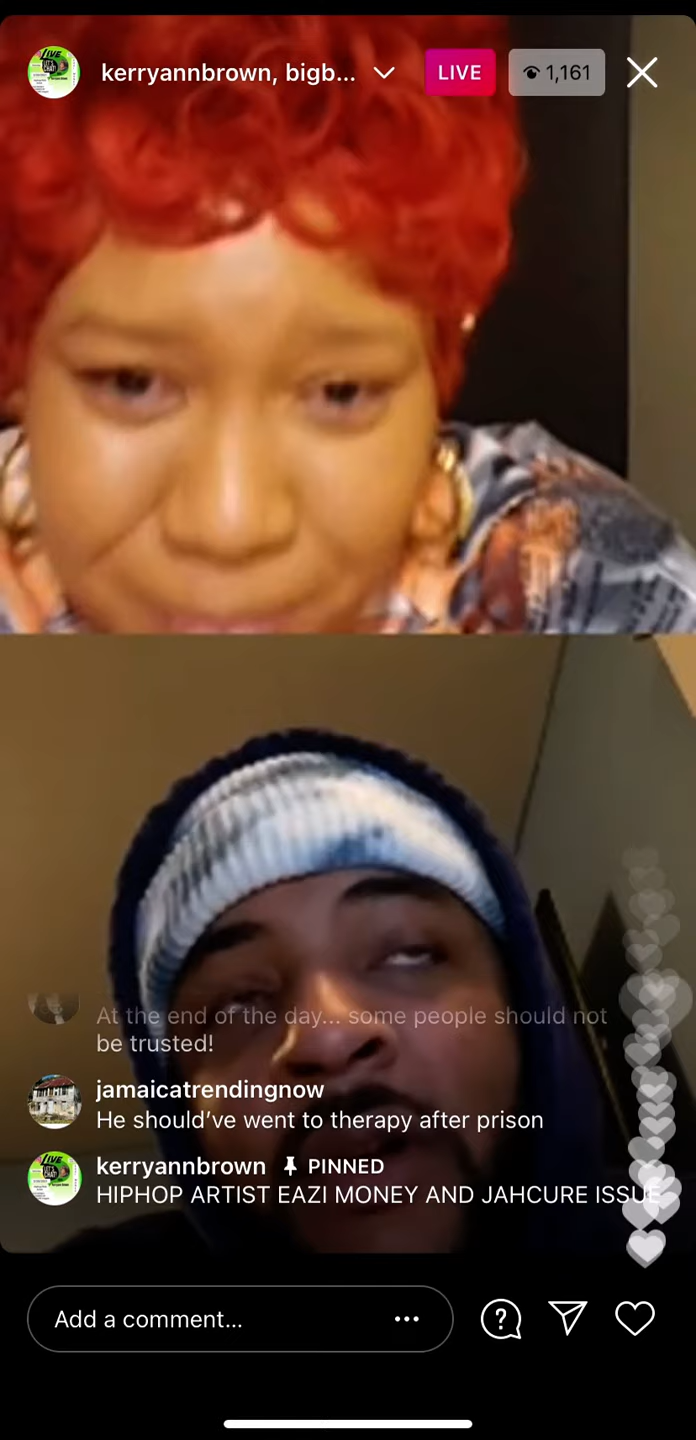 kerryannbrown, bigb...
LIVE
1,161
At the end of the day... some people should not
be trusted!
jamaicatrendingnow
He should've went to therapy after prison
kerryannbrown PINNED
HIPHOP ARTIST EAZI MONEY AND JAHCURE ISSUE
Add a comment...